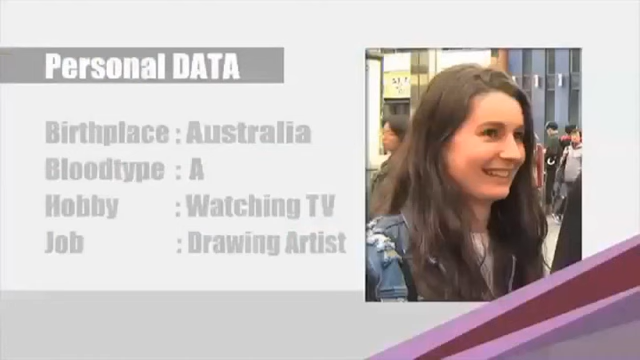 Personal DATA
Birthplace : Australia
Bloodtype : A
Hobby : Watching TV
Job : Drawing Artist